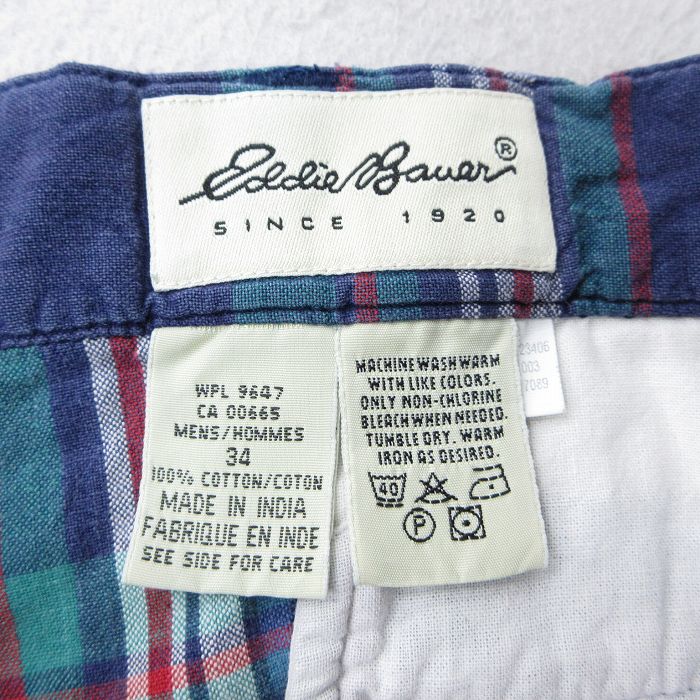 Eddie Bauer®
SINCE 1920
WPL 9647
CA 00665
MENS/HOMMES
34
100% COTTON/COTON
MADE IN INDIA
FABRIQUE EN INDE
SEE SIDE FOR CARE
MACHINE WASH WARM
WITH LIKE COLORS.
ONLY NON-CHLORINE
BLEACH WHEN NEEDED.
TUMBLE DRY. WARM
IRON AS DESIRED.
40
P
23406
003
7089